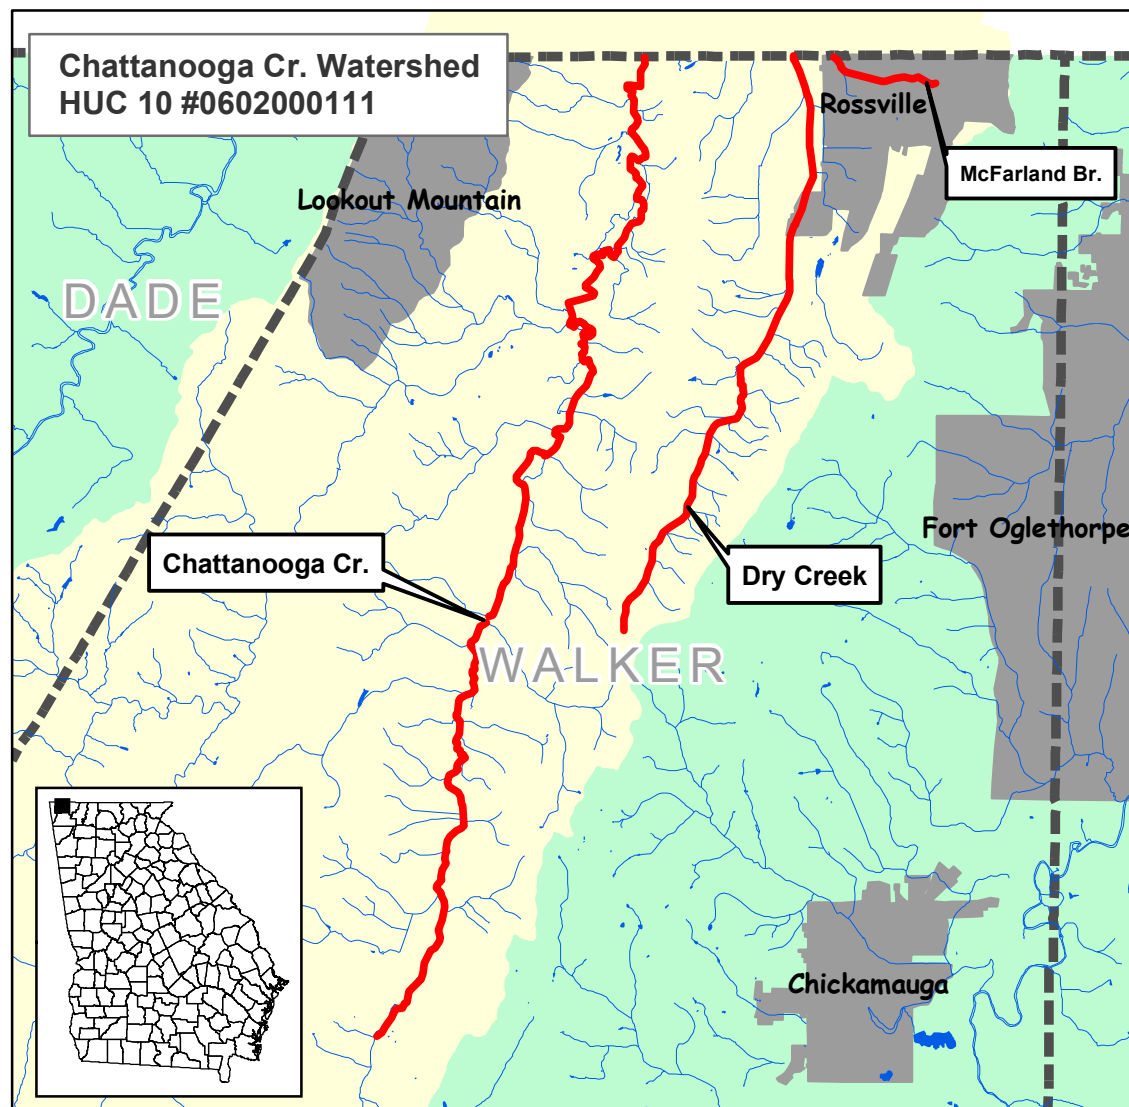 Chattanooga Cr. Watershed
HUC 10 #0602000111
Rossville
McFarland Br.
Lookout Mountain
DADE
Fort Oglethorpe
Chattanooga Cr.
Dry Creek
WALKER
Chickamauga